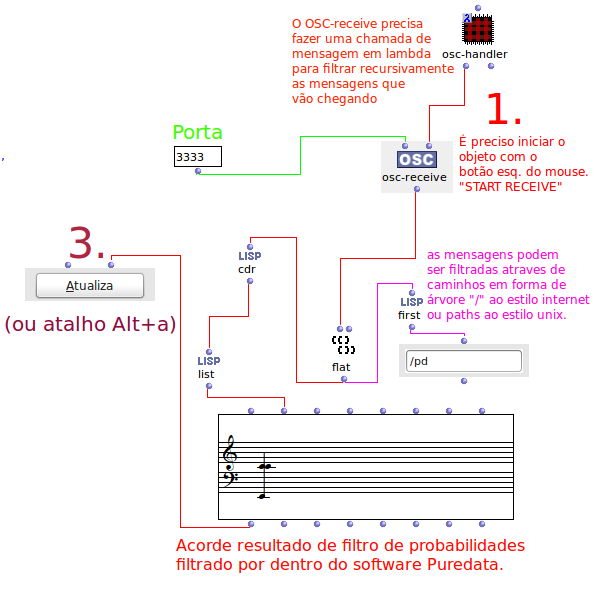 O OSC-receive precisa
fazer uma chamada de
mensagem em lambda
para filtrar recursivamente
as mensagens que
vão chegando
osc-handler
1.
Porta
3333
OSC
osc-receive
É preciso iniciar o
objeto com o
botão esq. do mouse.
"START RECEIVE"
,
3.
Atualiza
(ou atalho Alt+a)
LISP
cdr
as mensagens podem
ser filtradas atraves de
caminhos em forma de
árvore "/" ao estilo internet
ou paths ao estilo unix.
LISP
first
LISP
list
flat
/pd
Acorde resultado de filtro de probabilidades
filtrado por dentro do software Puredata.